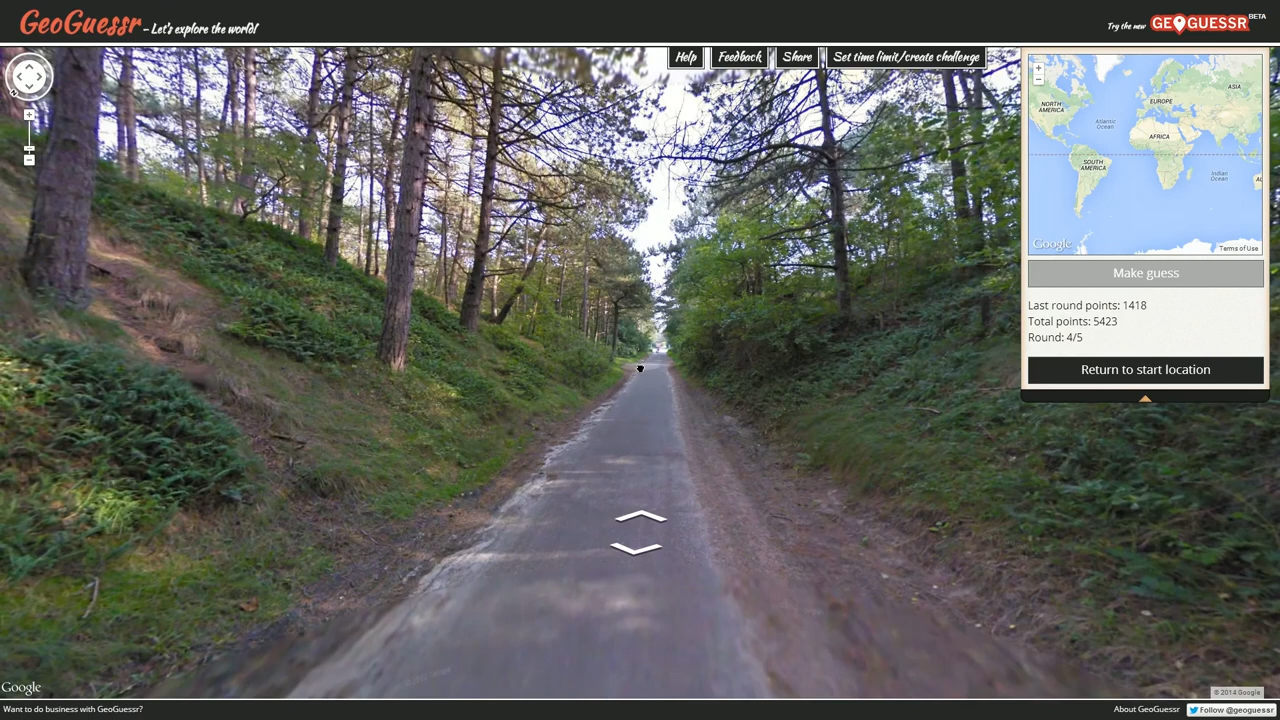 GeoGuessr - Let's explore the world!
Try the new GEOGUESSR BETA
Help
Feedback
Share
Set time limit/create challenge
+
−
NORTH AMERICA
EUROPE
ASIA
Atlantic Ocean
AFRICA
SOUTH AMERICA
Indian Ocean
AU
Google
Terms of Use
Make guess
Last round points: 1418
Total points: 5423
Round: 4/5
Return to start location
Google
© 2014 Google
Want to do business with GeoGuessr?
About GeoGuessr
Follow @geoguessr